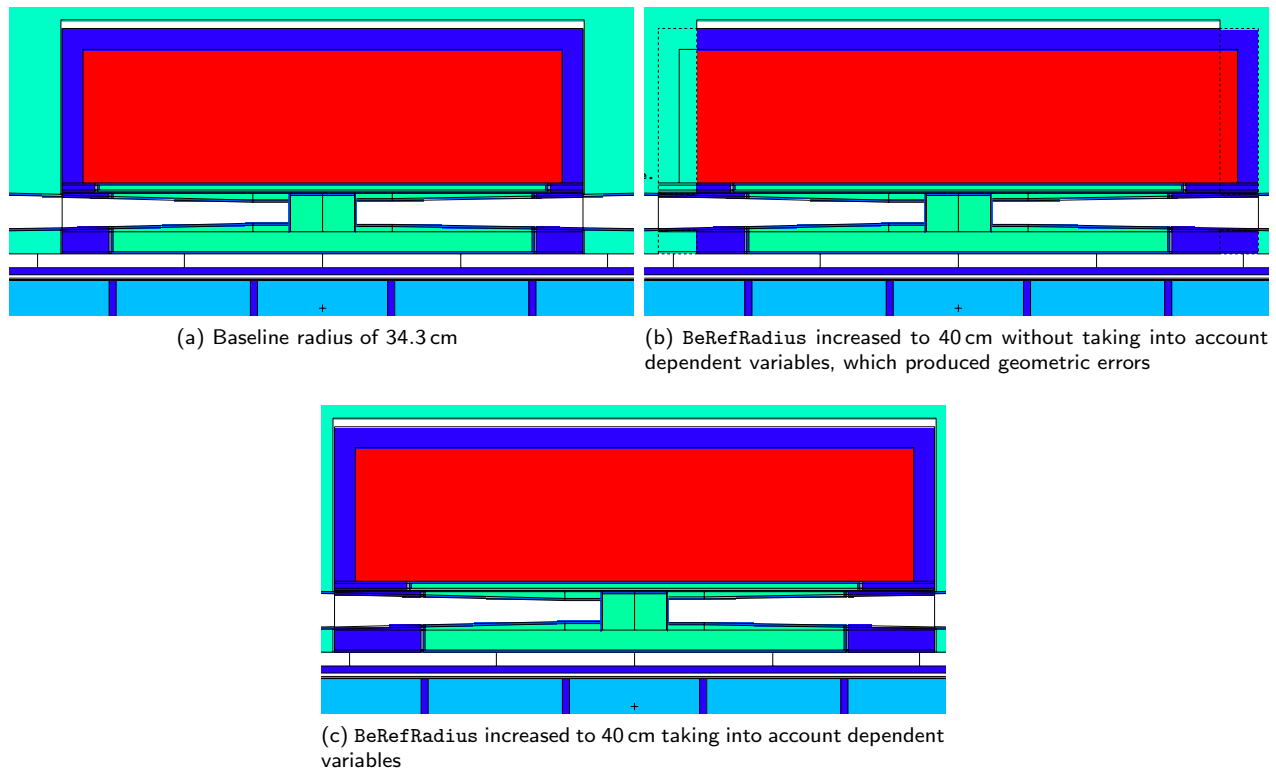 e.
(a) Baseline radius of 34.3 cm
(b) BeRefRadius increased to 40 cm without taking into account
dependent variables, which produced geometric errors
(c) BeRefRadius increased to 40 cm taking into account dependent
variables